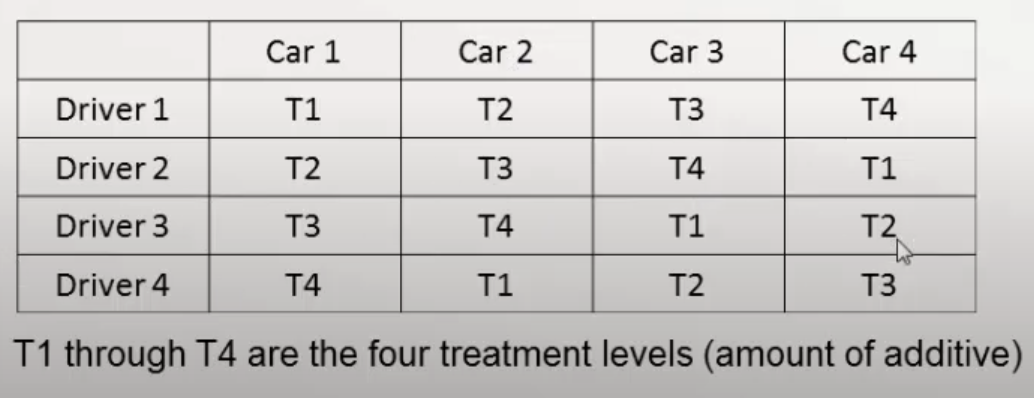 Car 1 Car 2 Car 3 Car 4
Driver 1 T1 T2 T3 T4
Driver 2 T2 T3 T4 T1
Driver 3 T3 T4 T1 T2
Driver 4 T4 T1 T2 T3
T1 through T4 are the four treatment levels (amount of additive)